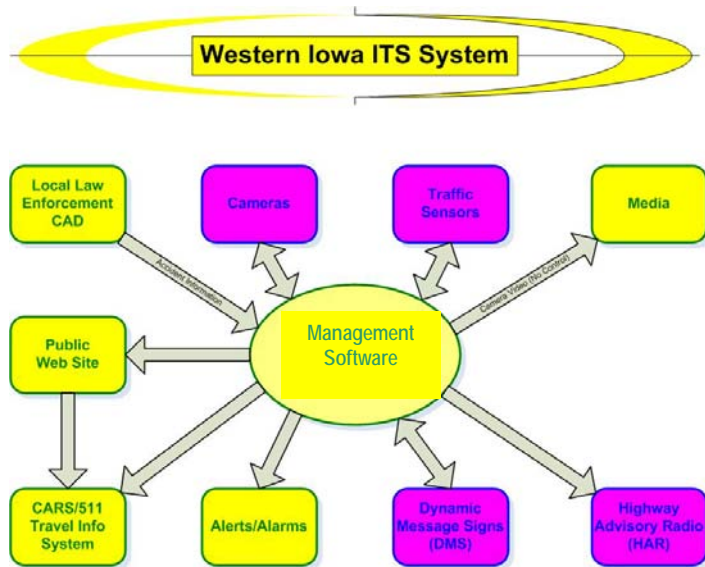 Western Iowa ITS System
Local Law
Enforcement
CAD
Cameras
Traffic
Sensors
Media
Accident Information
Camera Video (No Control)
Management
Software
Public
Web Site
CARS/511
Travel Info
System
Alerts/Alarms
Dynamic
Message Signs
(DMS)
Highway
Advisory Radio
(HAR)